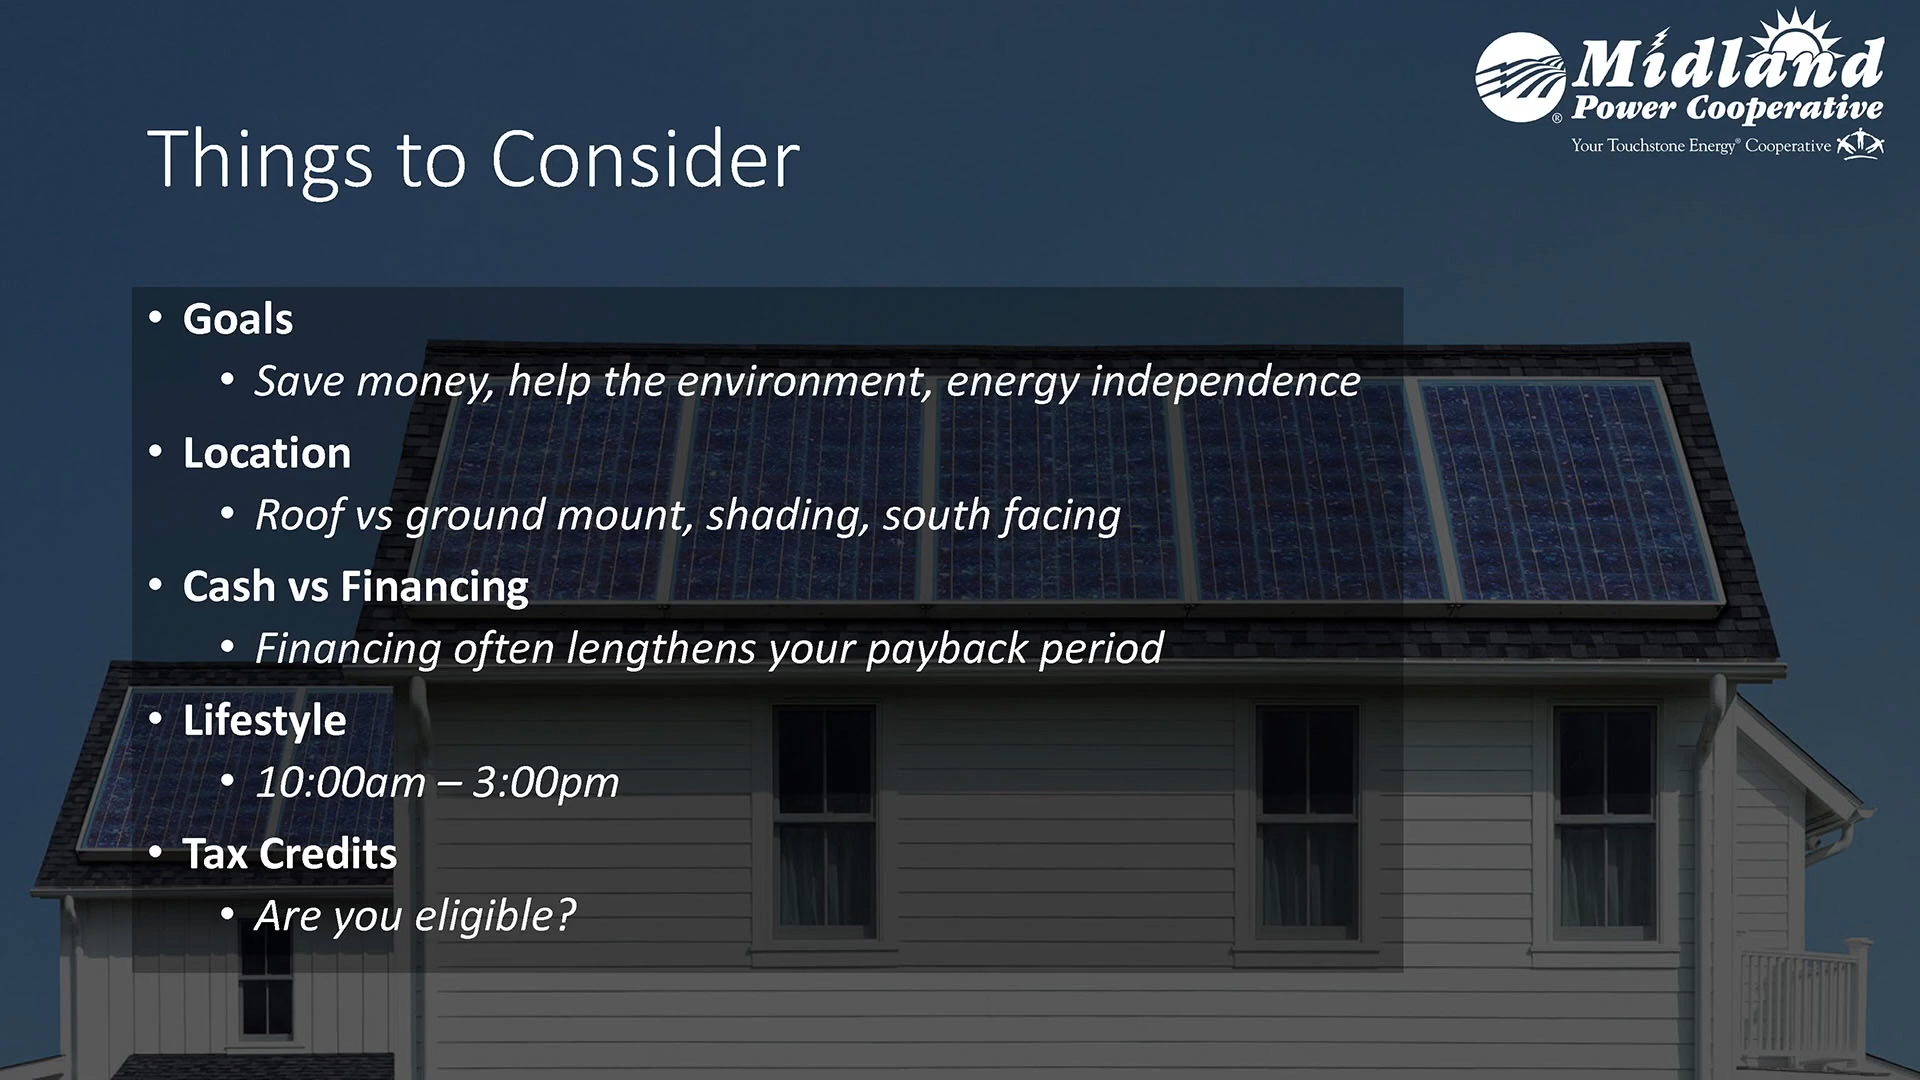 Midland
Power Cooperative
®
Your Touchstone Energy® Cooperative
Things to Consider
• Goals
• Save money, help the environment, energy independence
• Location
• Roof vs ground mount, shading, south facing
• Cash vs Financing
• Financing often lengthens your payback period
• Lifestyle
• 10:00am – 3:00pm
• Tax Credits
• Are you eligible?